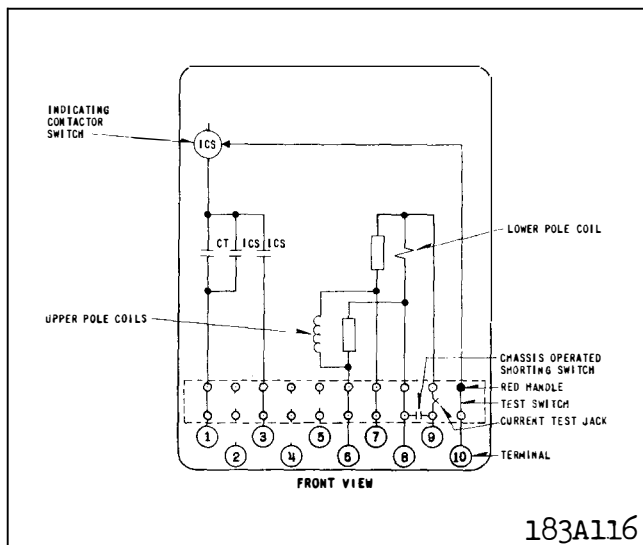 INDICATING
CONTACTOR
SWITCH
ICS
CT ICS ICS
LOWER POLE COIL
UPPER POLE COILS
CHASSIS OPERATED
SHORTING SWITCH
RED HANDLE
TEST SWITCH
CURRENT TEST JACK
1 3 5 7 9
2 4 6 8 10
TERMINAL
FRONT VIEW
183A116